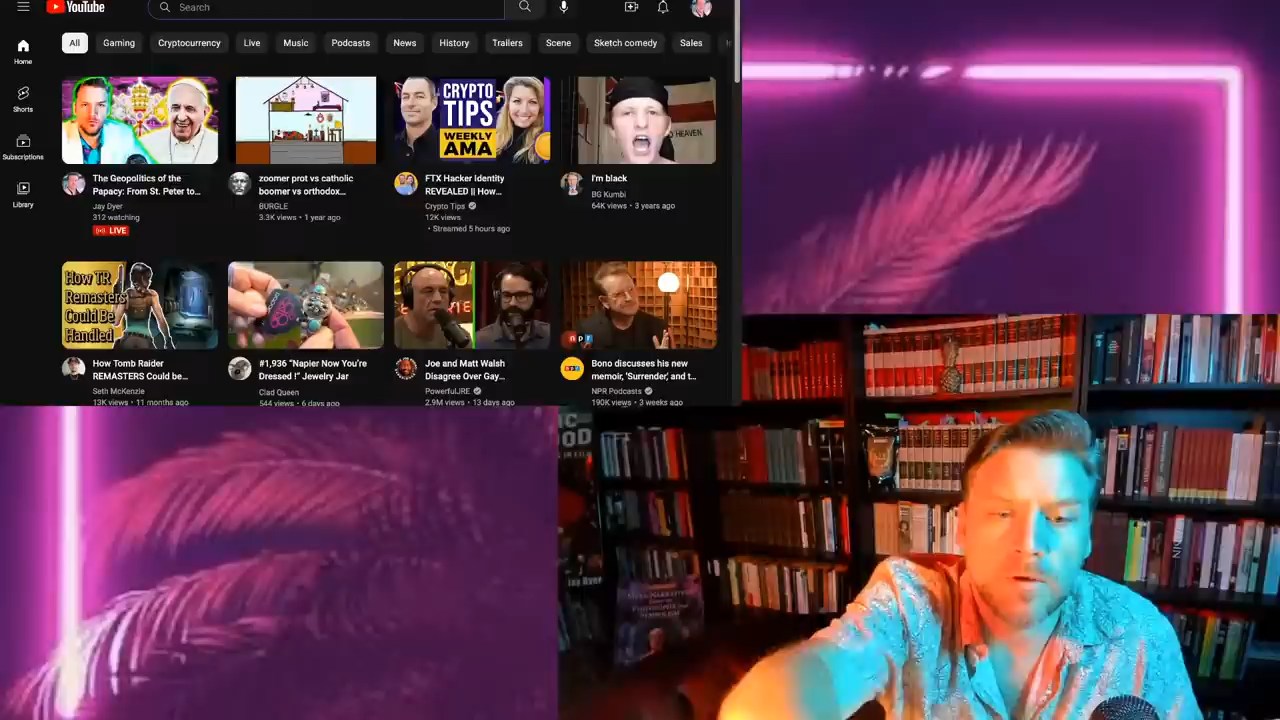 YouTube
Search
All
Gaming
Cryptocurrency
Live
Music
Podcasts
News
History
Trailers
Scene
Sketch comedy
Sales
Home
Shorts
Subscriptions
Library
CRYPTO
TIPS
WEEKLY
AMA
HEAVEN
The Geopolitics of the
Papacy: From St. Peter to...
Jay Dyer
312 watching
LIVE
zoomer prot vs catholic
boomer vs orthodox...
BURGLE
3.3K views • 1 year ago
FTX Hacker Identity
REVEALED || How...
Crypto Tips
12K views
• Streamed 5 hours ago
I'm black
BG Kumbi
64K views • 3 years ago
How TR
Remasters
Could Be
Handled
npr
How Tomb Raider
REMASTERS Could be...
Seth McKenzie
13K views • 11 months ago
#1,936 "Napier Now You're
Dressed !" Jewelry Jar
Clad Queen
544 views • 6 days ago
Joe and Matt Walsh
Disagree Over Gay...
PowerfulJRE
2.9M views • 13 days ago
Bono discusses his new
memoir, 'Surrender,' and t...
NPR Podcasts
190K views • 3 weeks ago
Jay Dyer